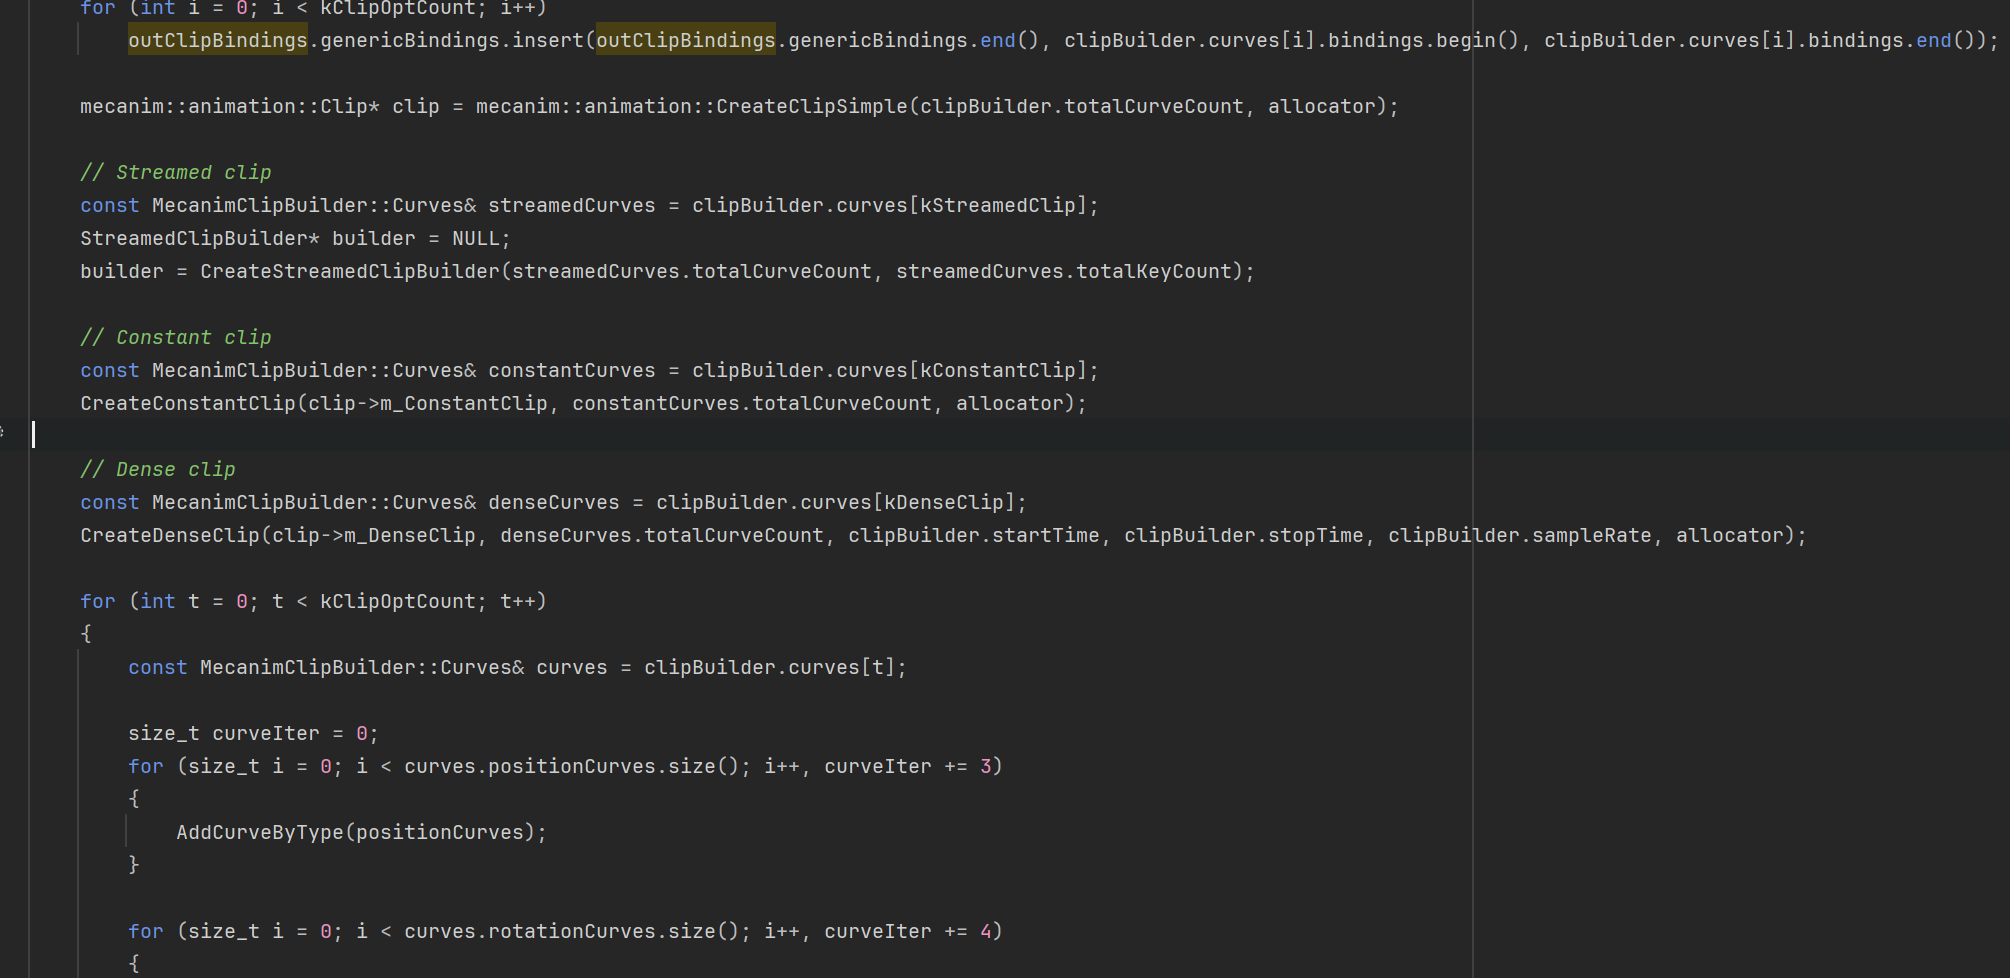 for (int i = 0; i < kClipOptCount; i++)
outClipBindings.genericBindings.insert(outClipBindings.genericBindings.end(), clipBuilder.curves[i].bindings.begin(), clipBuilder.curves[i].bindings.end());
mecanim::animation::Clip* clip = mecanim::animation::CreateClipSimple(clipBuilder.totalCurveCount, allocator);
// Streamed clip
const MecanimClipBuilder::Curves& streamedCurves = clipBuilder.curves[kStreamedClip];
StreamedClipBuilder* builder = NULL;
builder = CreateStreamedClipBuilder(streamedCurves.totalCurveCount, streamedCurves.totalKeyCount);
// Constant clip
const MecanimClipBuilder::Curves& constantCurves = clipBuilder.curves[kConstantClip];
CreateConstantClip(clip->m_ConstantClip, constantCurves.totalCurveCount, allocator);
// Dense clip
const MecanimClipBuilder::Curves& denseCurves = clipBuilder.curves[kDenseClip];
CreateDenseClip(clip->m_DenseClip, denseCurves.totalCurveCount, clipBuilder.startTime, clipBuilder.stopTime, clipBuilder.sampleRate, allocator);
for (int t = 0; t < kClipOptCount; t++)
{
const MecanimClipBuilder::Curves& curves = clipBuilder.curves[t];
size_t curveIter = 0;
for (size_t i = 0; i < curves.positionCurves.size(); i++, curveIter += 3)
{
AddCurveByType(positionCurves);
}
for (size_t i = 0; i < curves.rotationCurves.size(); i++, curveIter += 4)
{